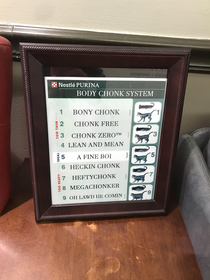 Nestlé PURINA
BODY CHONK SYSTEM
1 BONY CHONK
2 CHONK FREE
3 CHONK ZERO™
4 LEAN AND MEAN
5 A FINE BOI
6 HECKIN CHONK
7 HEFTYCHONK
8 MEGACHONKER
9 OH LAWD HE COMIN